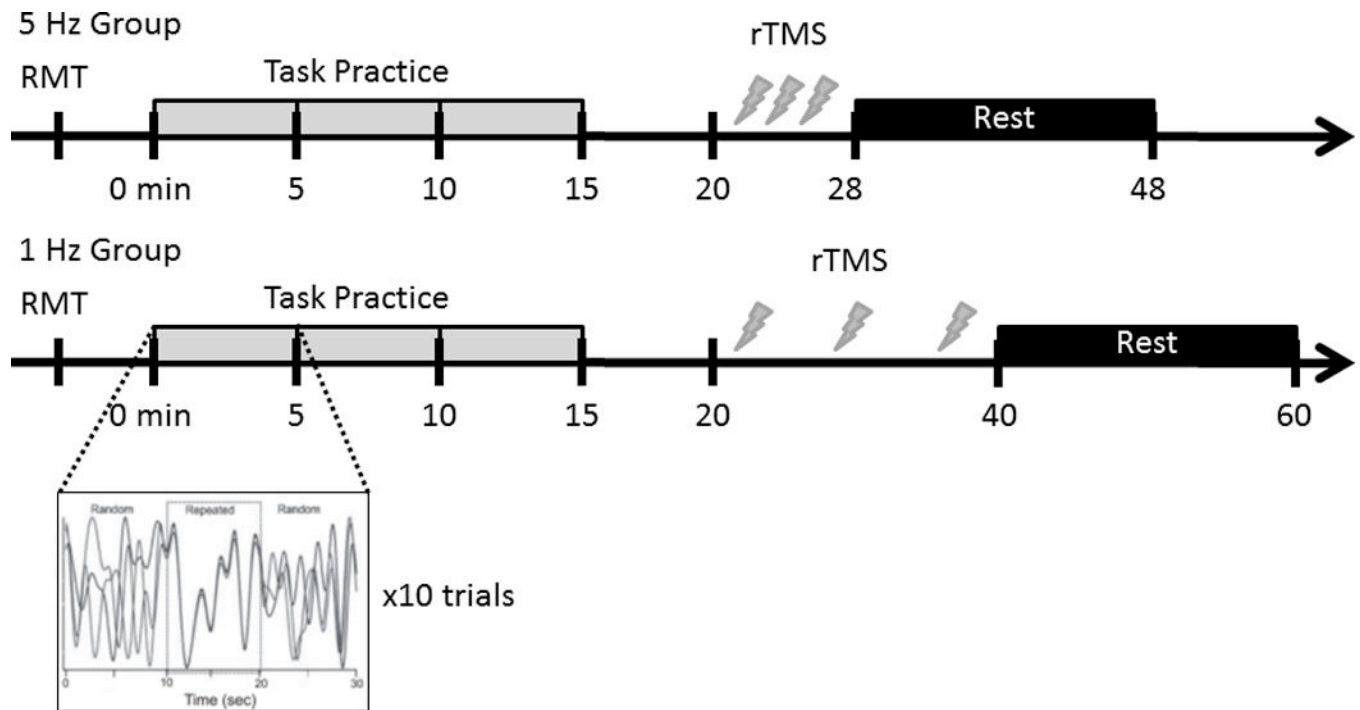 5 Hz Group
rTMS
RMT Task Practice
Rest
0 min 5 10 15 20 28 48
1 Hz Group
rTMS
RMT Task Practice
Rest
0 min 5 10 15 20 40 60
Random Repeated Random
x10 trials
0 10 20 30
Time (sec)